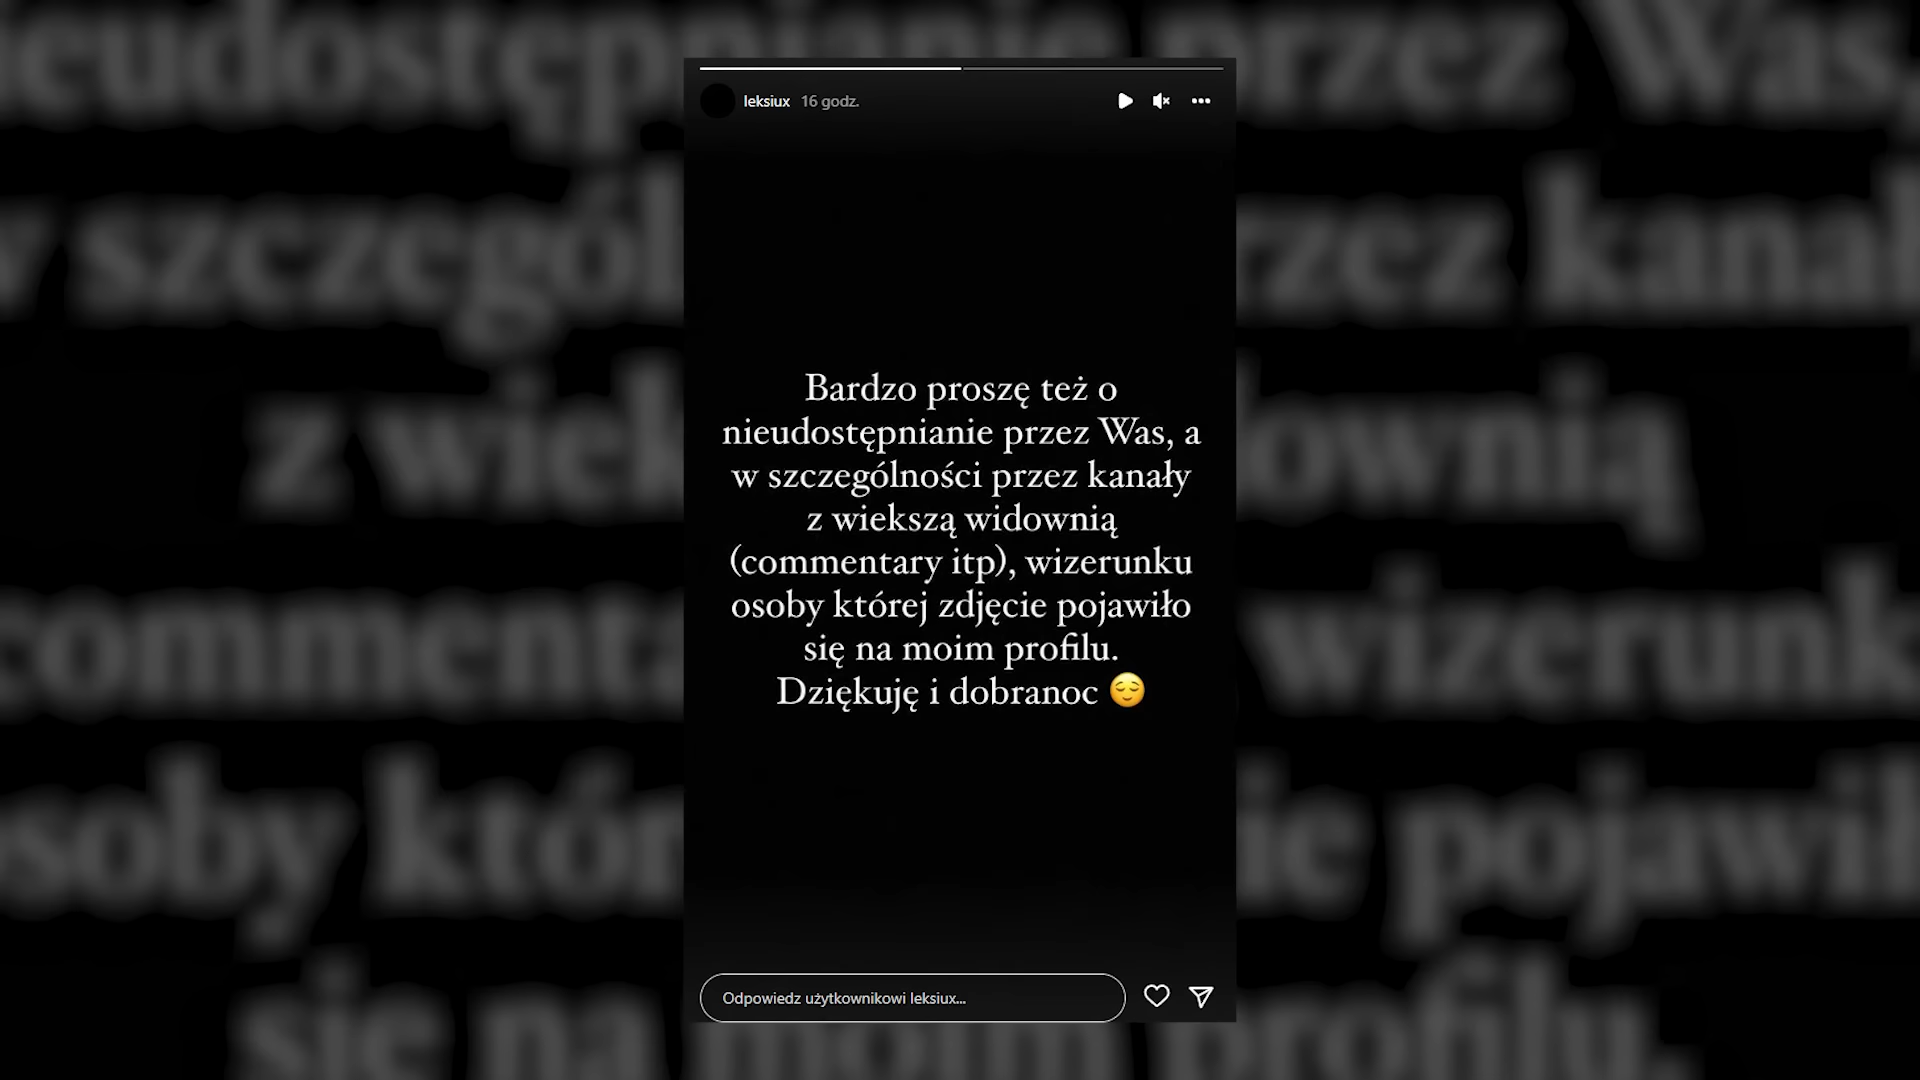 leksiux 16 godz.
Bardzo proszę też o
nieudostępnianie przez Was, a
w szczególności przez kanały
z wiekszą widownią
(commentary itp), wizerunku
osoby której zdjęcie pojawiło
się na moim profilu.
Dziękuję i dobranoc 😌
Odpowiedz użytkownikowi leksiux...